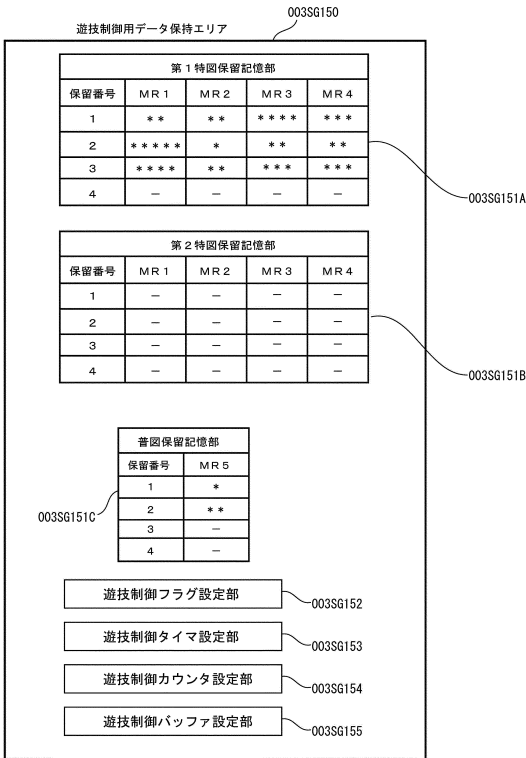 003SG150
遊技制御用データ保持エリア
第１特図保留記憶部
保留番号 ＭＲ１ ＭＲ２ ＭＲ３ ＭＲ４
1 ** ** **** ***
2 ***** * ** **
3 **** ** *** ***
4 － － － －
003SG151A
第２特図保留記憶部
保留番号 ＭＲ１ ＭＲ２ ＭＲ３ ＭＲ４
1 － － － －
2 － － － －
3 － － － －
4 － － － －
003SG151B
普図保留記憶部
保留番号 ＭＲ５
1 *
2 **
3 －
4 －
003SG151C
遊技制御フラグ設定部
003SG152
遊技制御タイマ設定部
003SG153
遊技制御カウンタ設定部
003SG154
遊技制御バッファ設定部
003SG155